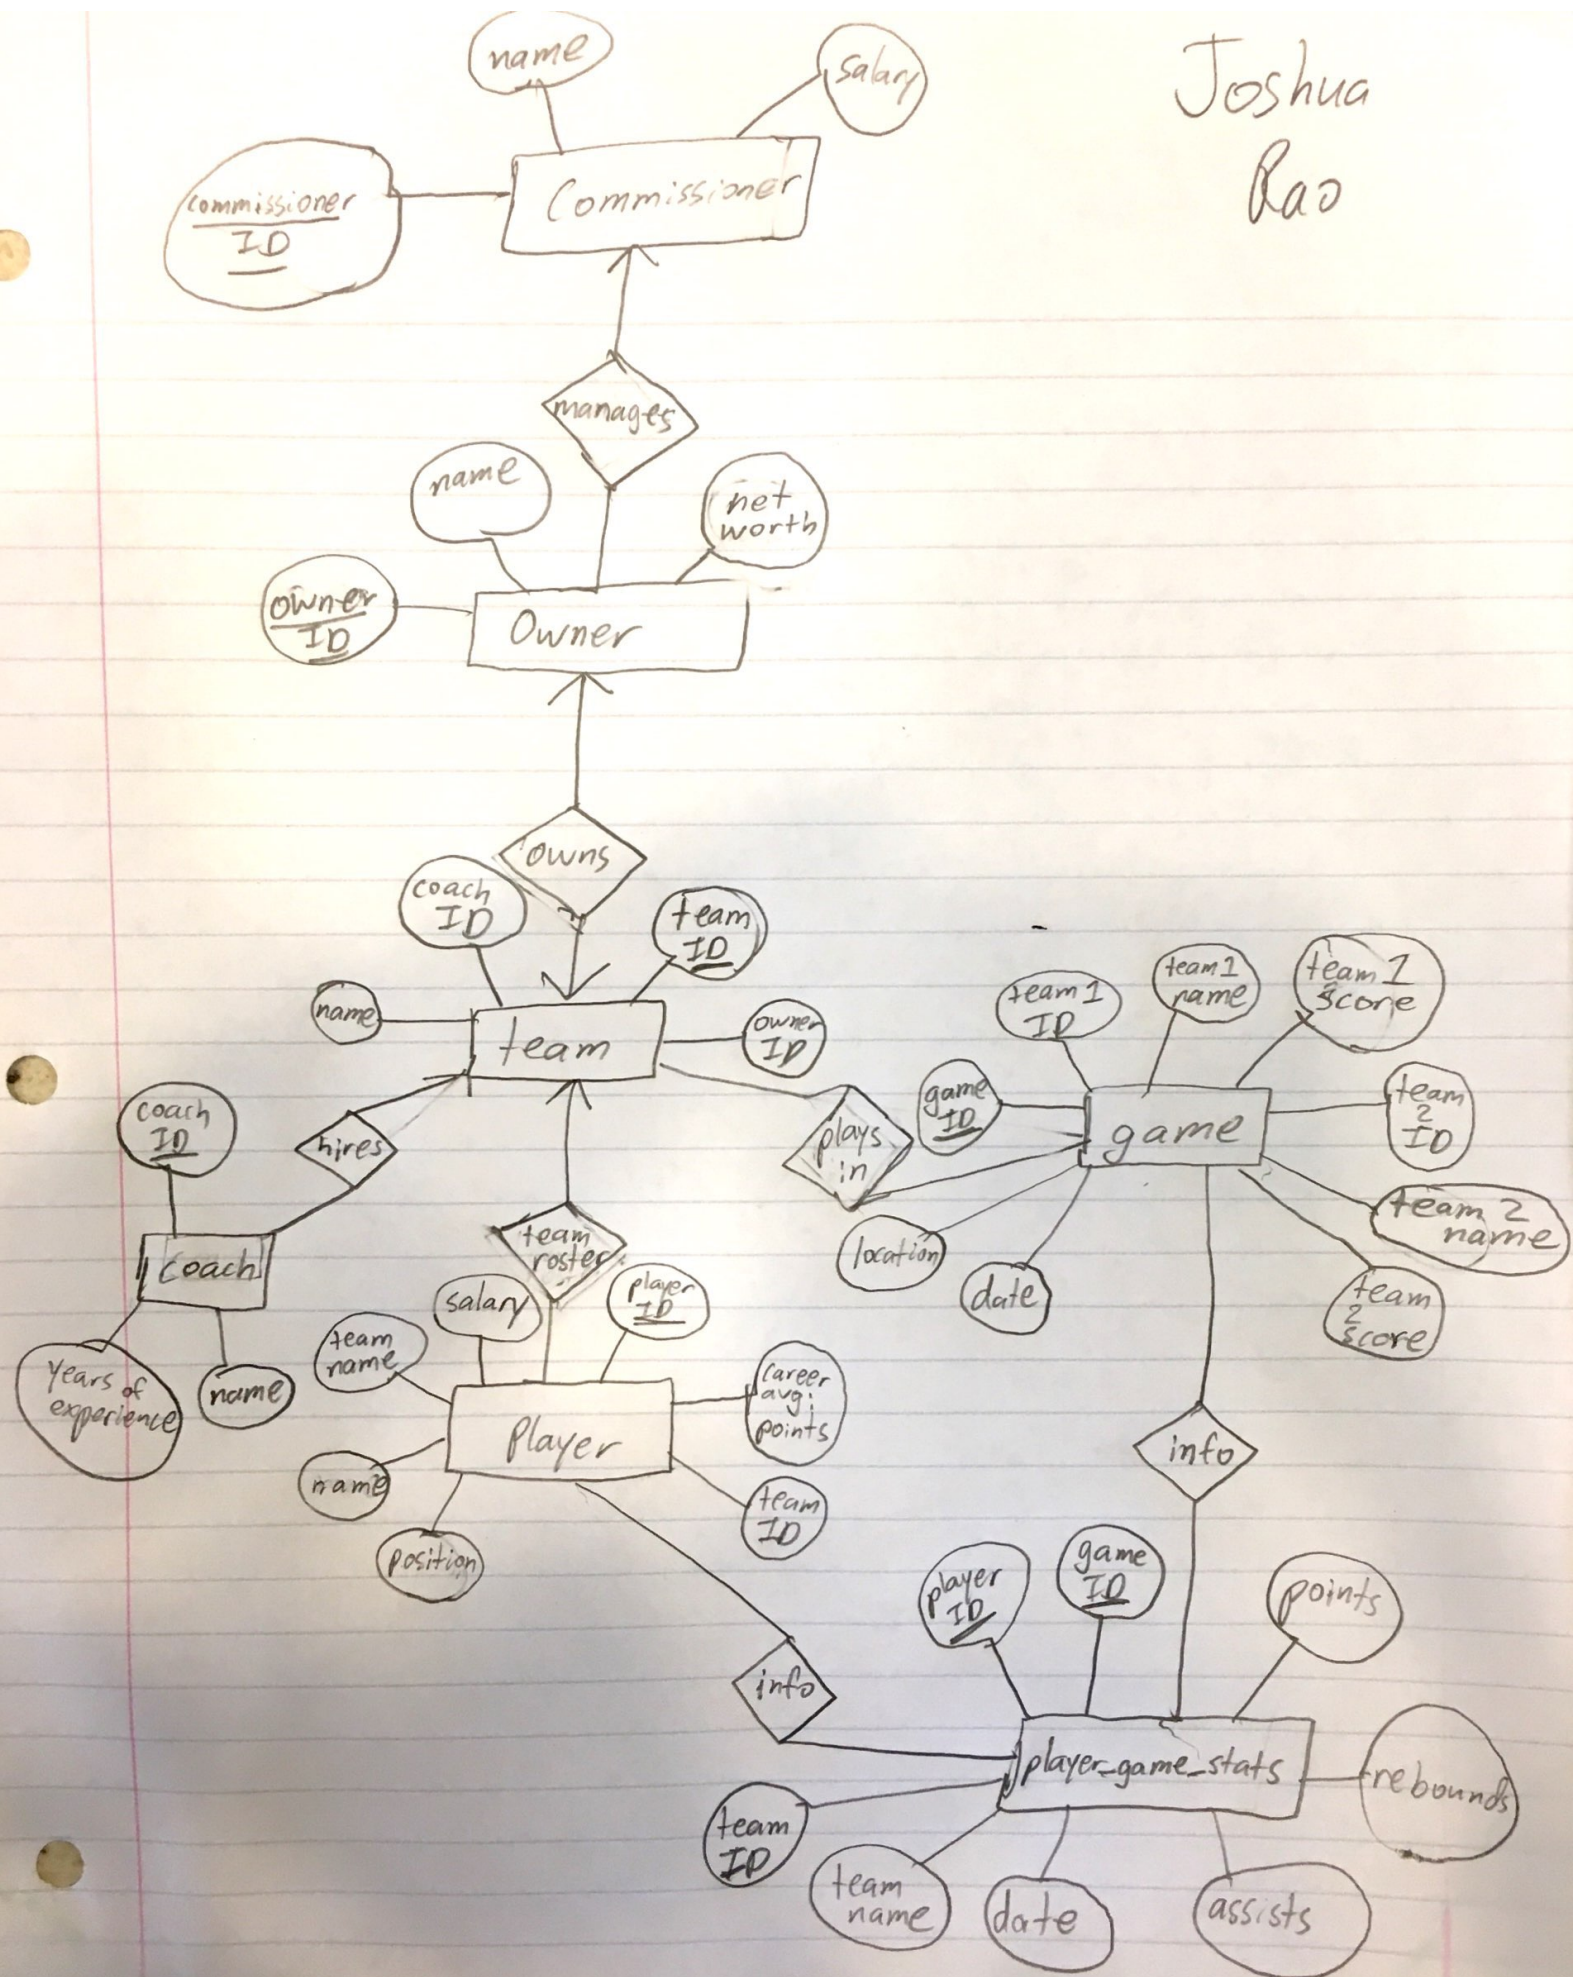 name
salary
Joshua
Rao
commissioner
ID
Commissioner
manages
name
net
worth
owner
ID
Owner
owns
coach
ID
team
ID
name
team
owner
ID
team 1
ID
team 1
name
team 1
score
game
ID
game
team
2
ID
coach
ID
hires
plays
in
team 2
name
location
date
team
2
score
coach
team
roster
salary
player
ID
team
name
years of
experience
name
career
avg.
points
Player
name
position
team
ID
info
player
ID
game
ID
points
info
player_game_stats
rebounds
team
ID
team
name
date
assists